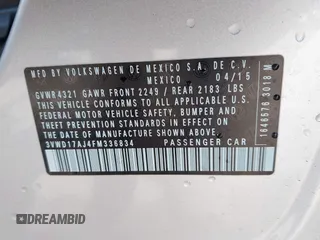 MFD BY VOLKSWAGEN DE MEXICO S.A. DE C.V.
MEXICO 04/15
GVWR 4321 GAWR FRONT 2249 / REAR 2183 LBS
THIS VEHICLE CONFORMS TO ALL APPLICABLE U.S.
FEDERAL MOTOR VEHICLE SAFETY, BUMPER AND
THEFT PREVENTION STANDARDS IN EFFECT ON
THE DATE OF MANUFACTURE SHOWN ABOVE.
3VWD17AJ4FM336834 PASSENGER CAR
1646576 3018 M
DREAMBID